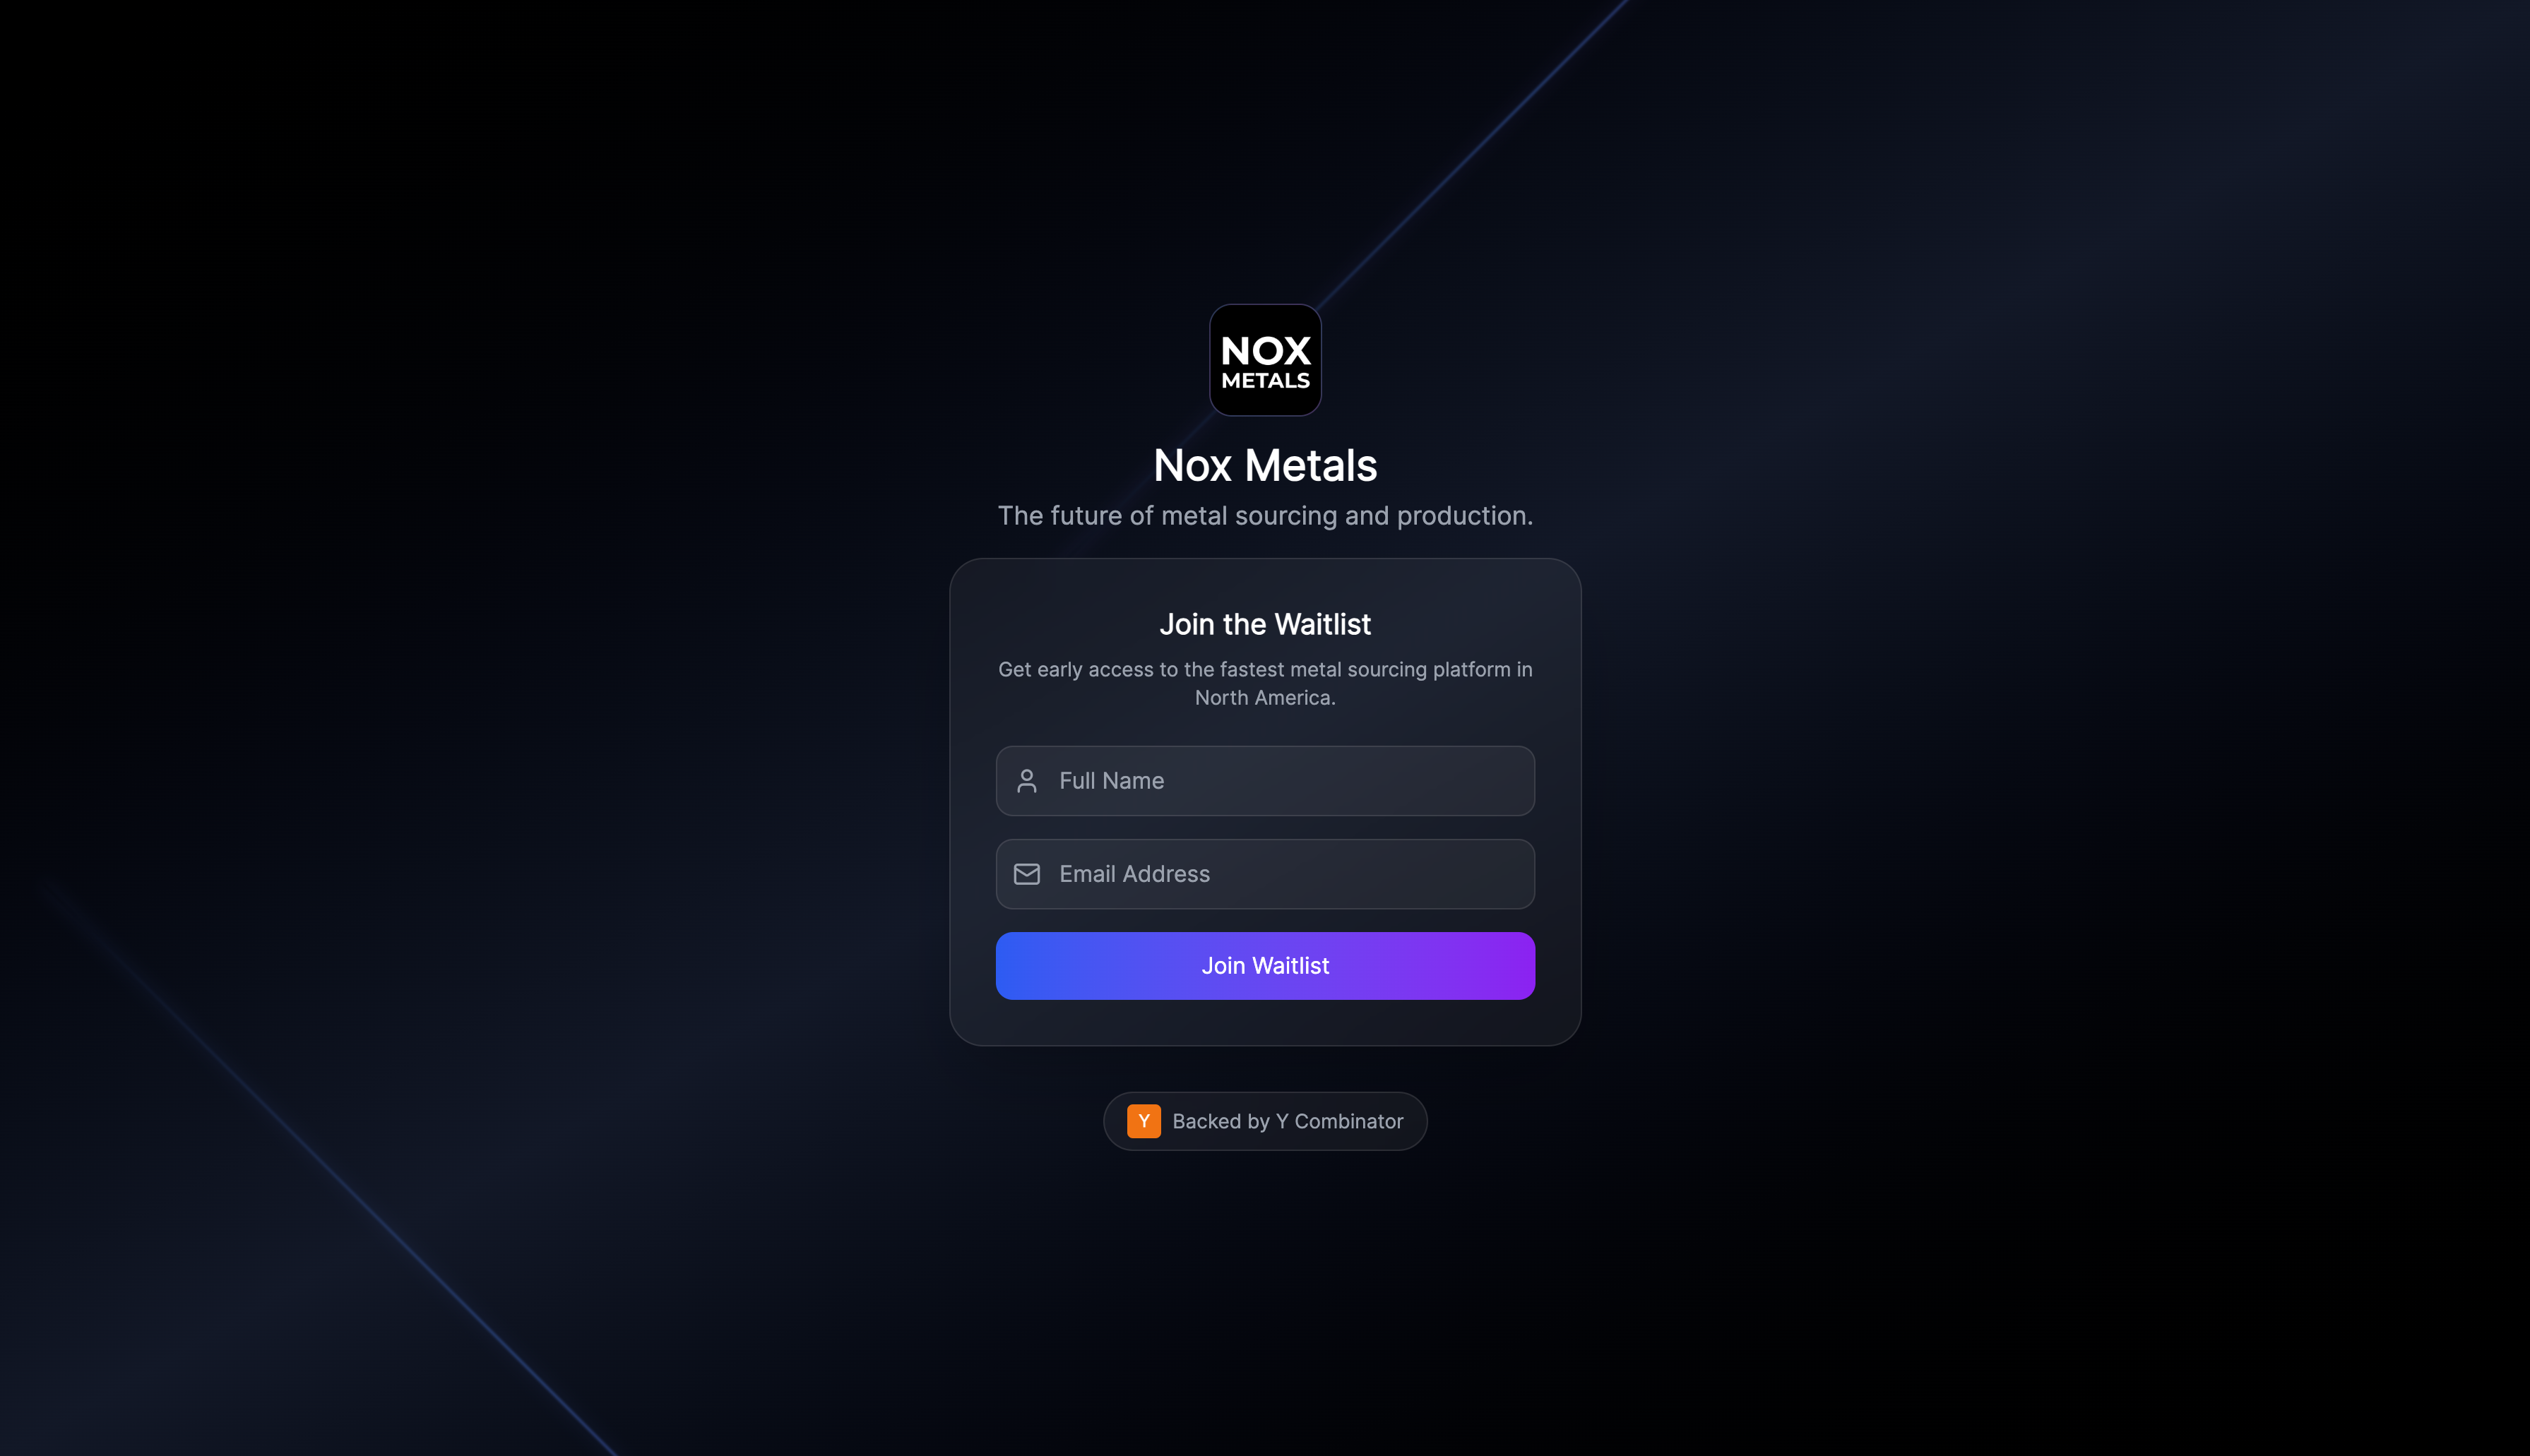 NOX
METALS
Nox Metals
The future of metal sourcing and production.
Join the Waitlist
Get early access to the fastest metal sourcing platform in
North America.
Full Name
Email Address
Join Waitlist
Y Backed by Y Combinator